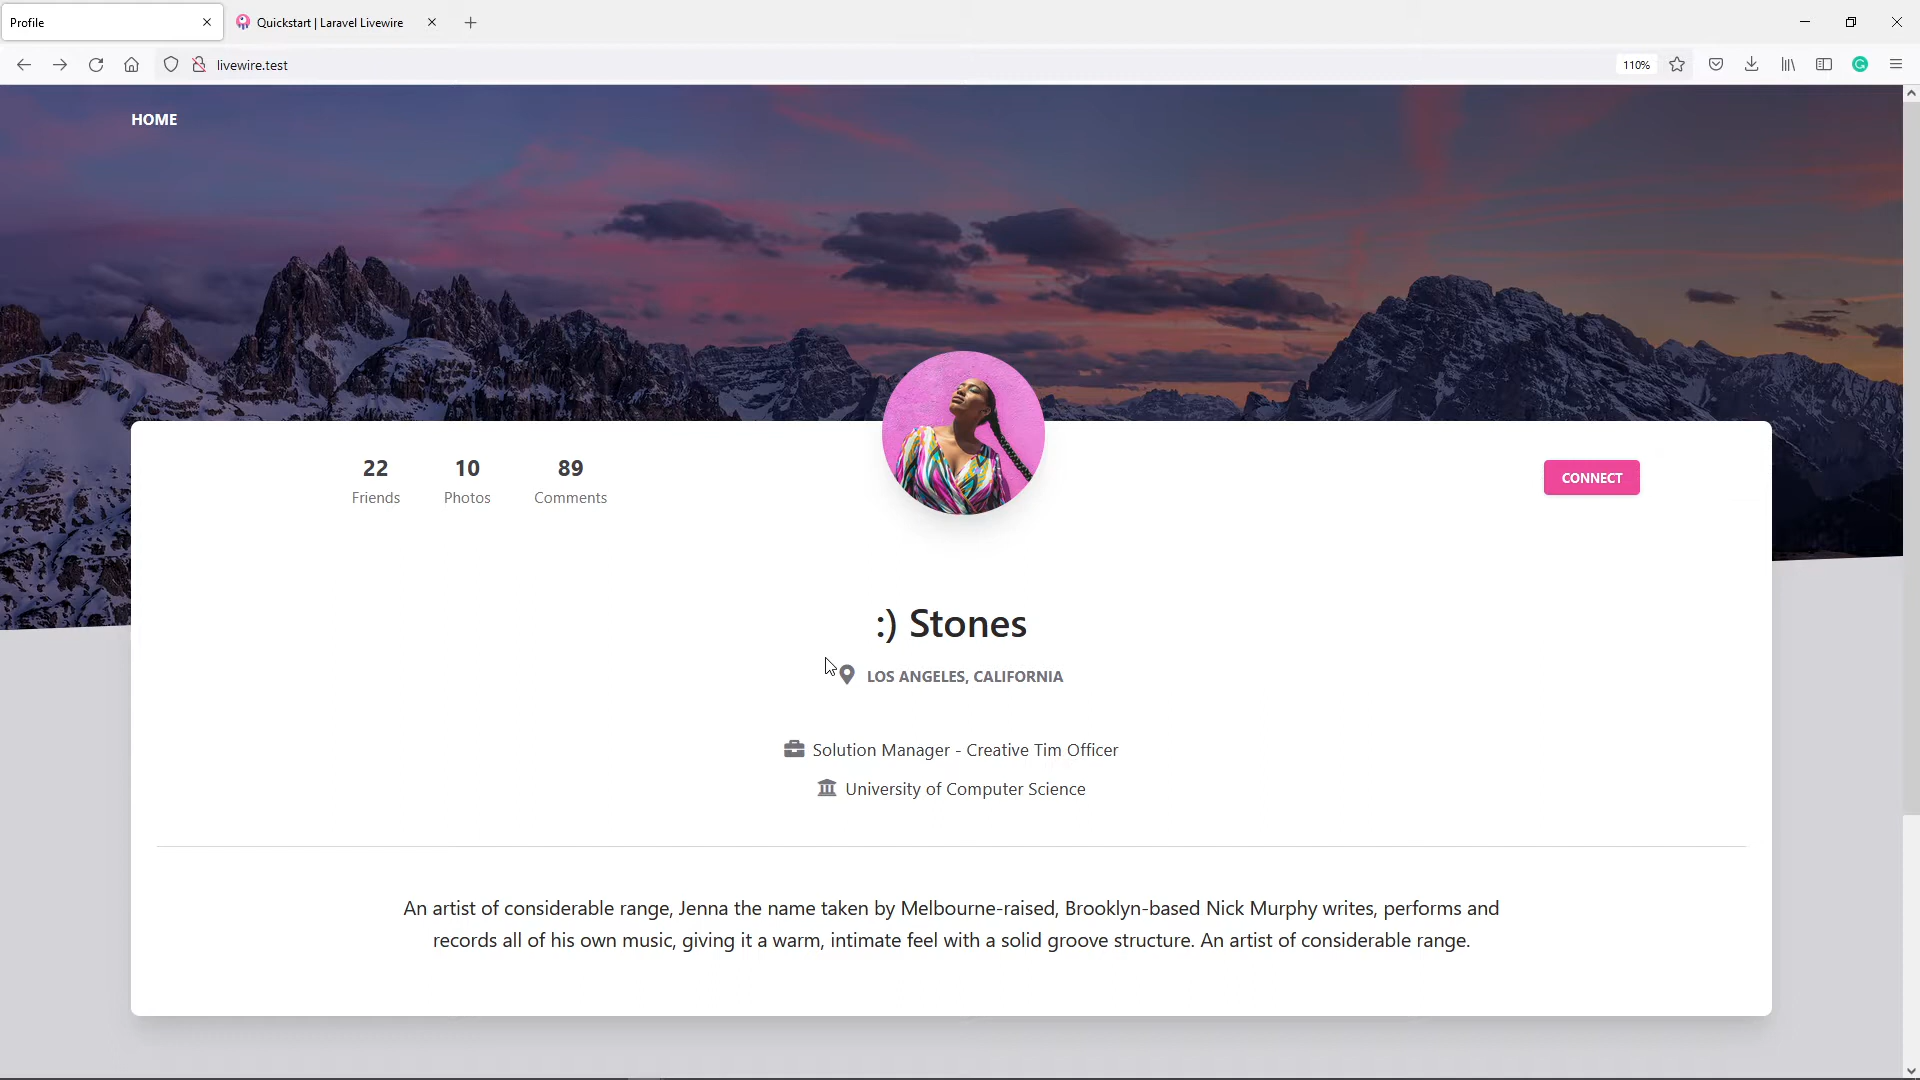 Profile
Quickstart | Laravel Livewire
livewire.test
110%
HOME
22
10
89
Friends
Photos
Comments
CONNECT
:) Stones
LOS ANGELES, CALIFORNIA
Solution Manager - Creative Tim Officer
University of Computer Science
An artist of considerable range, Jenna the name taken by Melbourne-raised, Brooklyn-based Nick Murphy writes, performs and
records all of his own music, giving it a warm, intimate feel with a solid groove structure. An artist of considerable range.